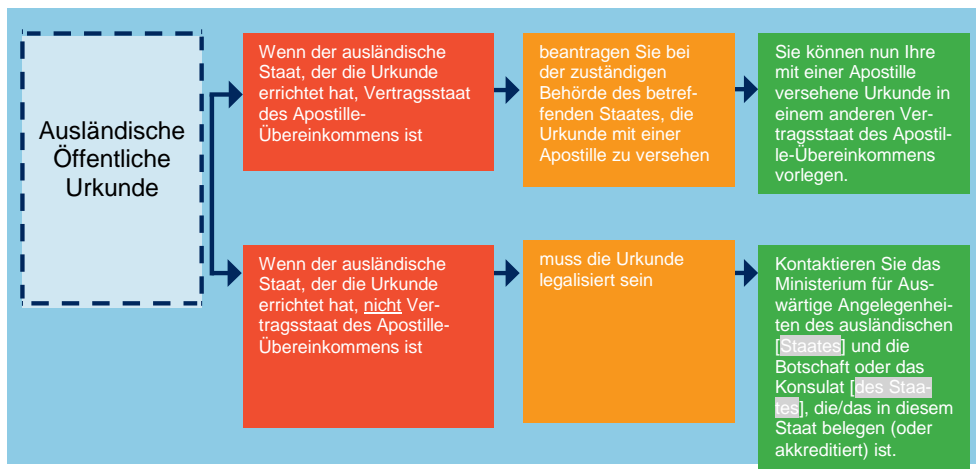 Ausländische
Öffentliche
Urkunde
Wenn der ausländische
Staat, der die Urkunde
errichtet hat, Vertragsstaat
des Apostille-
Übereinkommens ist
beantragen Sie bei
der zuständigen
Behörde des betref-
fenden Staates, die
Urkunde mit einer
Apostille zu versehen
Sie können nun Ihre
mit einer Apostille
versehene Urkunde in
einem anderen Ver-
tragsstaat des Apostil-
le-Übereinkommens
vorlegen.
Wenn der ausländische
Staat, der die Urkunde
errichtet hat, nicht Ver-
tragsstaat des Apostille-
Übereinkommens ist
muss die Urkunde
legalisiert sein
Kontaktieren Sie das
Ministerium für Aus-
wärtige Angelegenhei-
ten des ausländischen
[Staates] und die
Botschaft oder das
Konsulat [des Staa-
tes], die/das in diesem
Staat belegen (oder
akkreditiert) ist.